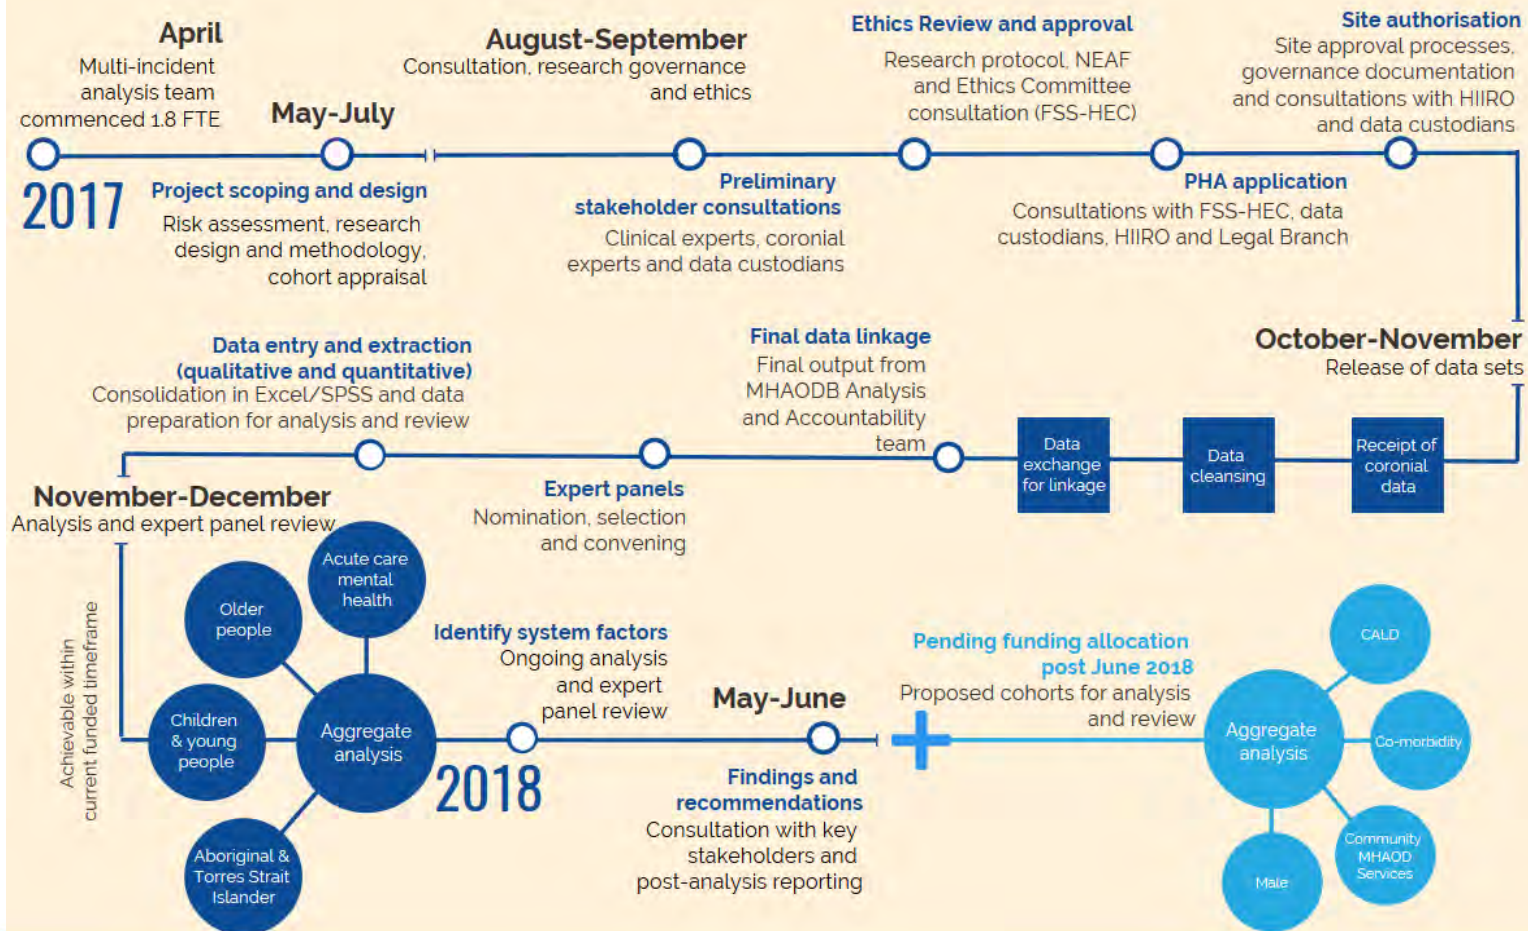 April
Multi-incident
analysis team
commenced 1.8 FTE
2017
May-July
Project scoping and design
Risk assessment, research
design and methodology,
cohort appraisal
August-September
Consultation, research governance
and ethics
Preliminary
stakeholder consultations
Clinical experts, coronial
experts and data custodians
Ethics Review and approval
Research protocol, NEAF
and Ethics Committee
consultation (FSS-HEC)
PHA application
Consultations with FSS-HEC, data
custodians, HIIRO and Legal Branch
Site authorisation
Site approval processes,
governance documentation
and consultations with HIIRO
and data custodians
October-November
Release of data sets
Receipt of
coronial
data
Data
cleansing
Data
exchange
for linkage
Final data linkage
Final output from
MHAODB Analysis
and Accountability
team
Expert panels
Nomination, selection
and convening
Data entry and extraction
(qualitative and quantitative)
Consolidation in Excel/SPSS and data
preparation for analysis and review
November-December
Analysis and expert panel review
Achievable within
current funded timeframe
Acute care
mental
health
Older
people
Children
& young
people
Aboriginal &
Torres Strait
Islander
Aggregate
analysis
2018
Identify system factors
Ongoing analysis
and expert
panel review
May-June
Findings and
recommendations
Consultation with key
stakeholders and
post-analysis reporting
Pending funding allocation
post June 2018
Proposed cohorts for analysis
and review
Aggregate
analysis
CALD
Co-morbidity
Community
MHAOD
Services
Male